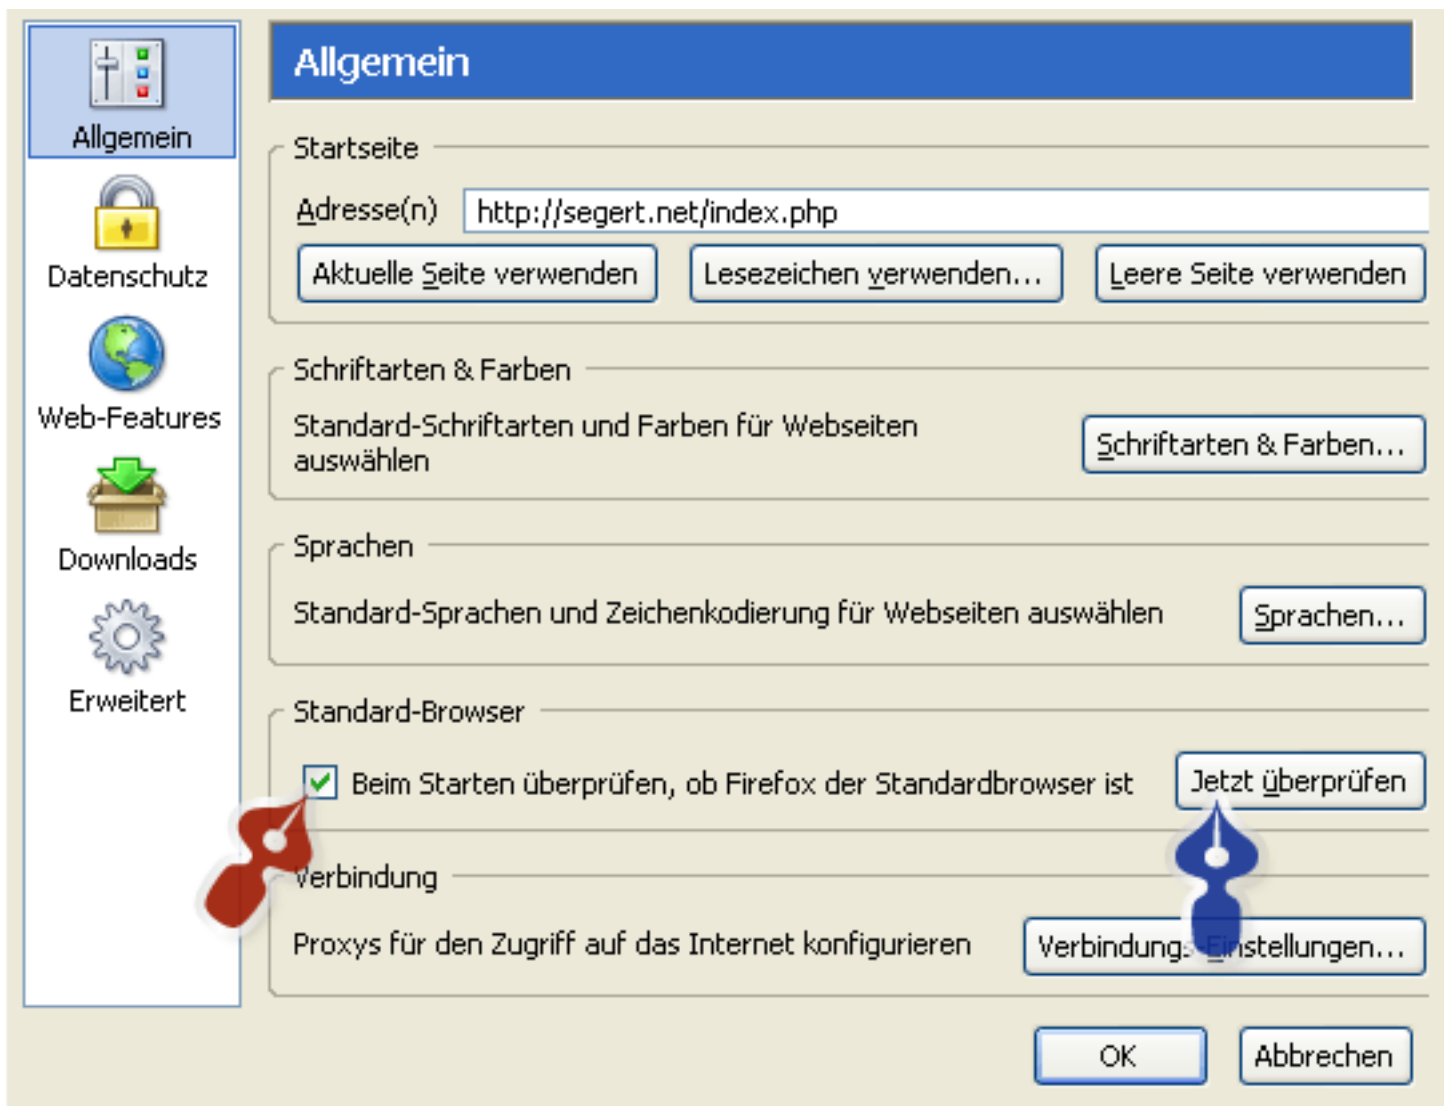 Allgemein
Datenschutz
Web-Features
Downloads
Erweitert
Allgemein
Startseite
Adresse(n) http://segert.net/index.php
Aktuelle Seite verwenden Lesezeichen verwenden... Leere Seite verwenden
Schriftarten & Farben
Standard-Schriftarten und Farben für Webseiten
auswählen
Schriftarten & Farben...
Sprachen
Standard-Sprachen und Zeichenkodierung für Webseiten auswählen Sprachen...
Standard-Browser
Beim Starten überprüfen, ob Firefox der Standardbrowser ist Jetzt überprüfen
Verbindung
Proxys für den Zugriff auf das Internet konfigurieren Verbindungs-Einstellungen...
OK Abbrechen